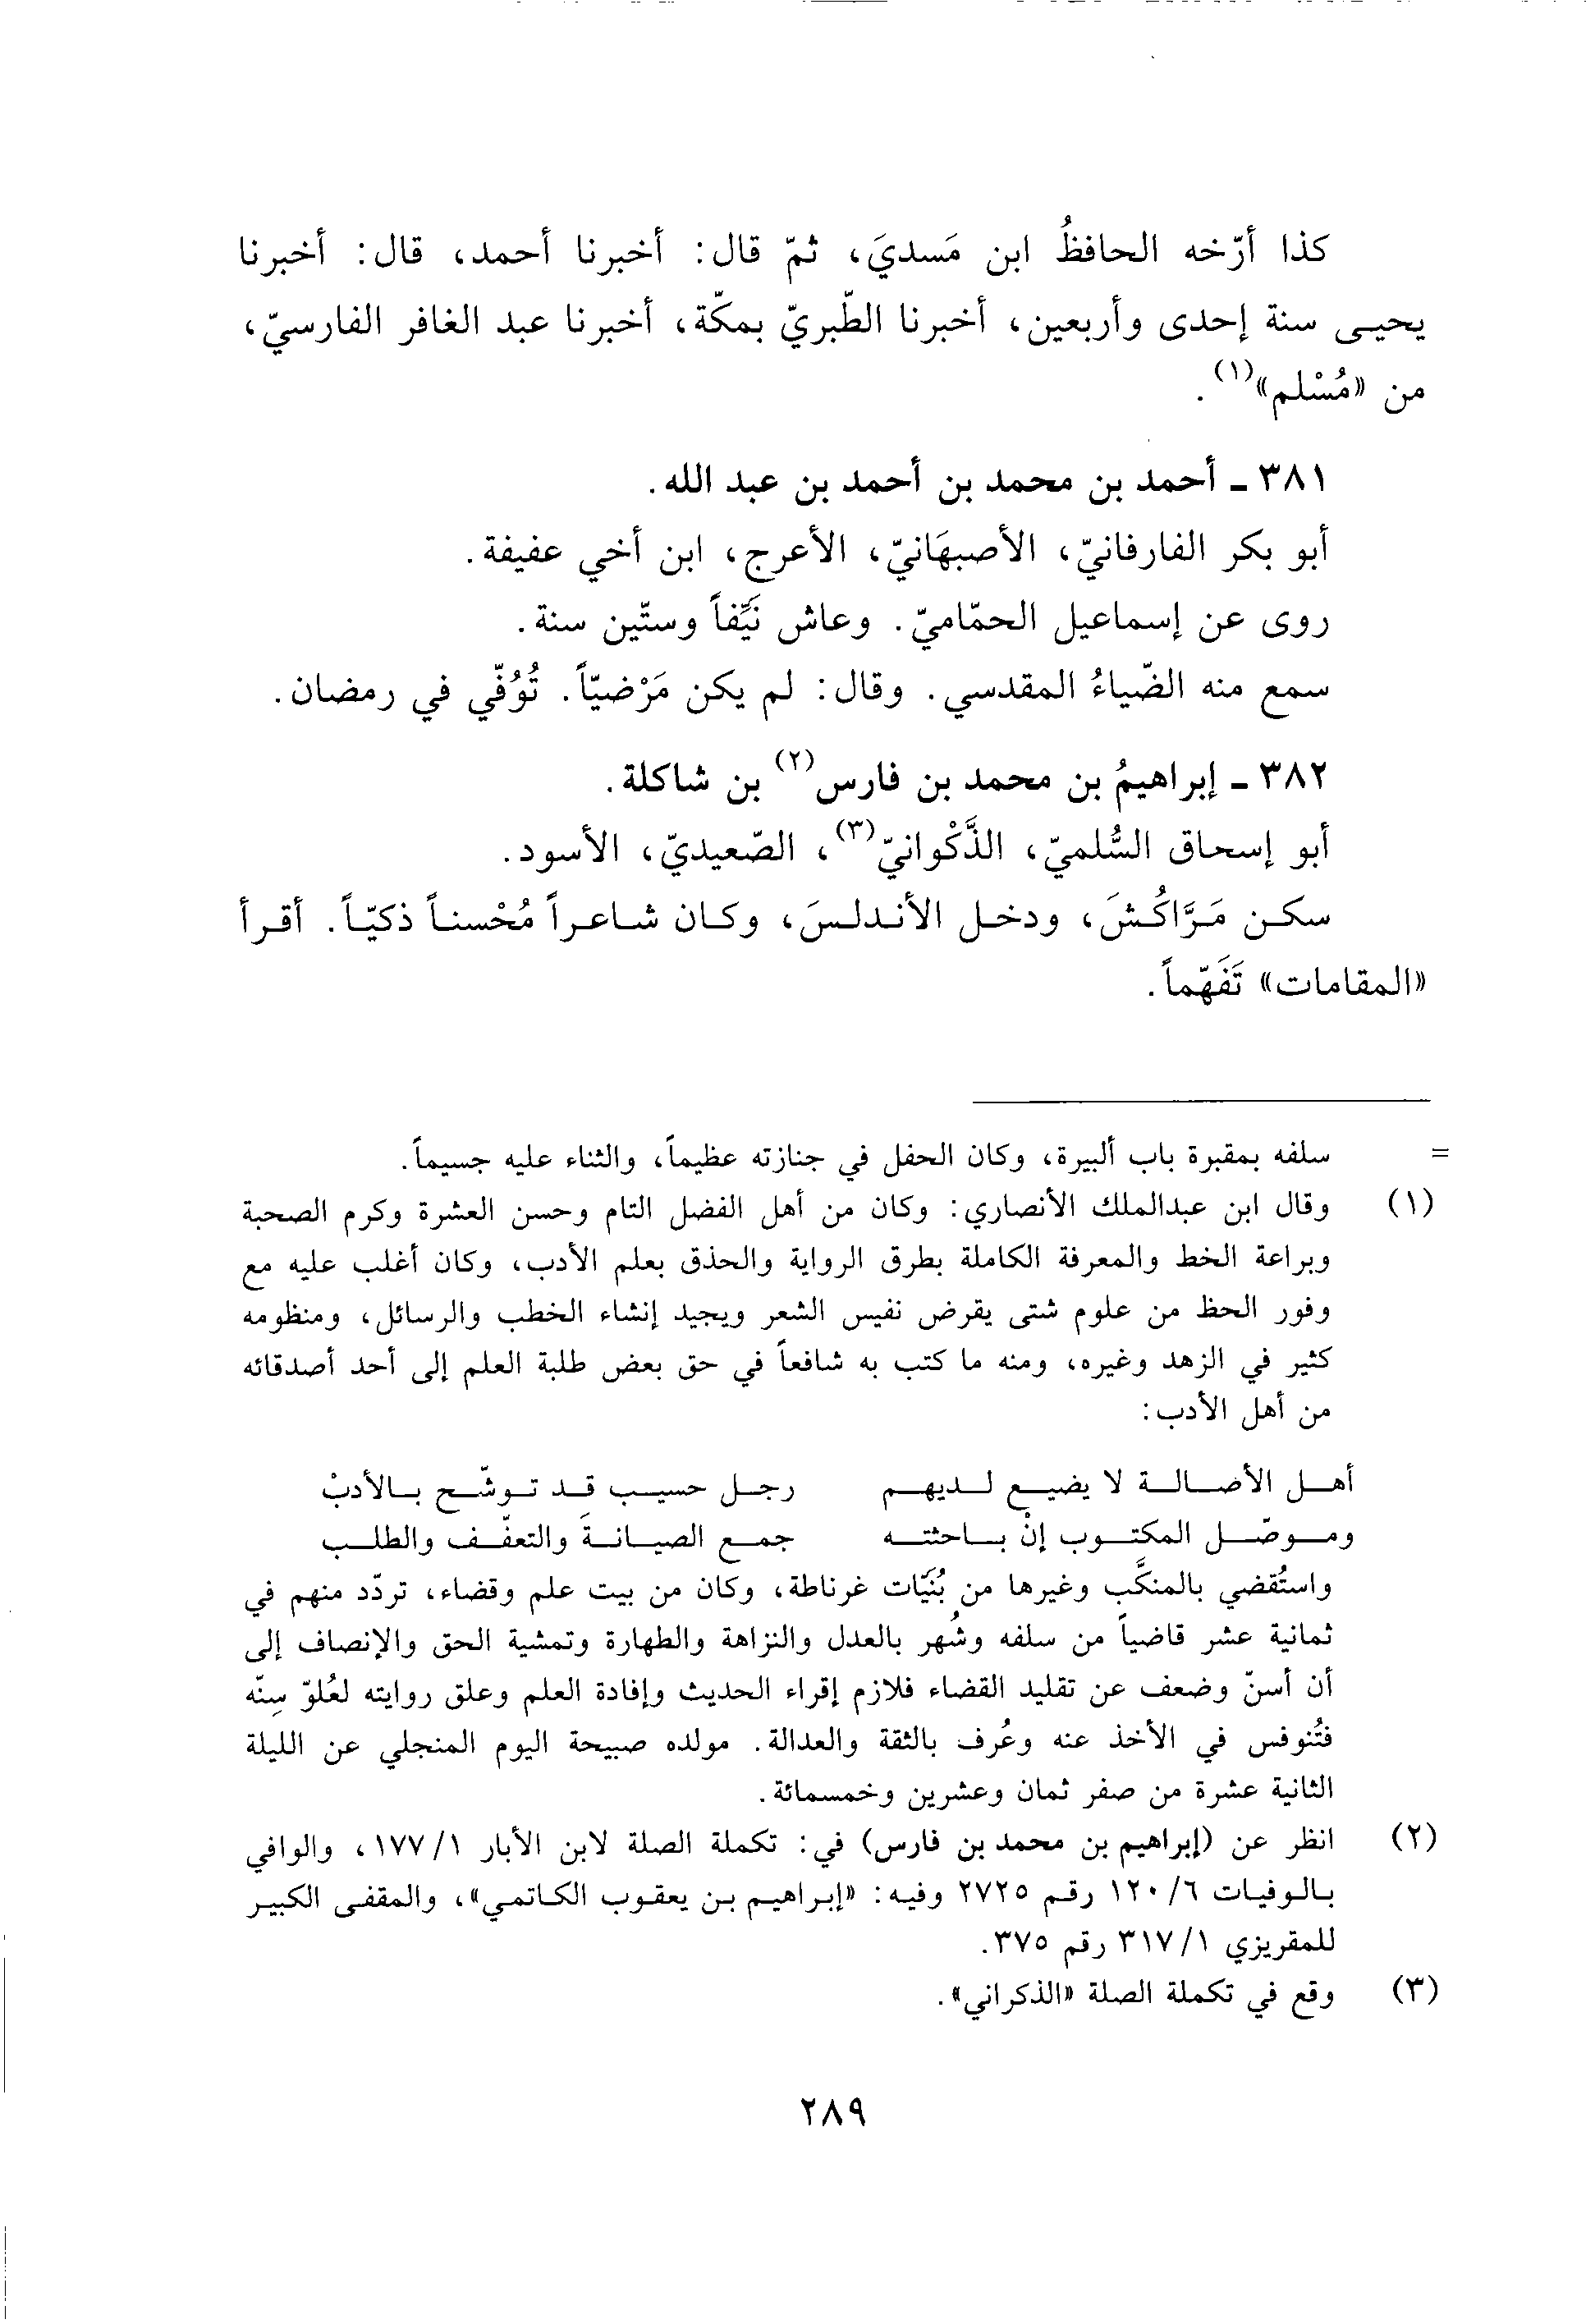 كذا أرّخه الحافظُ ابن مَسديَ، ثمّ قال: أخبرنا أحمد، قال: أخبرنا
يحيى سنة إحدى وأربعين، أخبرنا الطّبريّ بمكّة، أخبرنا عبد الغافر الفارسيّ،
من «مُسْلم»(١).
٣٨١ - أحمد بن محمد بن أحمد بن عبد الله.
أبو بكر الفارفانيّ، الأصبهَانيّ، الأعرج، ابن أخي عفيفة.
روى عن إسماعيل الحمّاميّ. وعاش نَيِّفاً وستّين سنة.
سمع منه الضّياءُ المقدسي. وقال: لم يكن مَرْضيّاً. تُوُفّي في رمضان.
٣٨٢ - إبراهيمُ بن محمد بن فارس(٢) بن شاكلة.
أبو إسحاق السُّلميّ، الذَّكْوانيّ(٣)، الصّعيديّ، الأسود.
سكن مَرَّاكُشَ، ودخل الأندلسَ، وكان شاعراً مُحْسناً ذكيّاً. أقرأ
«المقامات» تَفَهّماً.
= سلفه بمقبرة باب ألبيرة، وكان الحفل في جنازته عظيماً، والثناء عليه جسيماً.
(١) وقال ابن عبدالملك الأنصاري: وكان من أهل الفضل التام وحسن العشرة وكرم الصحبة
وبراعة الخط والمعرفة الكاملة بطرق الرواية والحذق بعلم الأدب، وكان أغلب عليه مع
وفور الحظ من علوم شتى يقرض نفيس الشعر ويجيد إنشاء الخطب والرسائل، ومنظومه
كثير في الزهد وغيره، ومنه ما كتب به شافعاً في حق بعض طلبة العلم إلى أحد أصدقائه
من أهل الأدب:
أهل الأصالة لا يضيع لديهم رجل حسيب قد توشّح بالأدبْ
وموصّل المكتوب إنْ باحثته جمع الصيانةَ والتعفّف والطلب
واستُقضي بالمنكَّب وغيرها من بُنَيَّات غرناطة، وكان من بيت علم وقضاء، تردّد منهم في
ثمانية عشر قاضياً من سلفه وشُهر بالعدل والنزاهة والطهارة وتمشية الحق والإنصاف إلى
أن أسنّ وضعف عن تقليد القضاء فلازم إقراء الحديث وإفادة العلم وعلق روايته لعُلوّ سِنّه
فتُنوفس في الأخذ عنه وعُرف بالثقة والعدالة. مولده صبيحة اليوم المنجلي عن الليلة
الثانية عشرة من صفر ثمان وعشرين وخمسمائة.
(٢) انظر عن (إبراهيم بن محمد بن فارس) في: تكملة الصلة لابن الأبار ١/ ١٧٧، والوافي
بالوفيات ٦/ ١٢٠ رقم ٢٧٢٥ وفيه: «إبراهيم بن يعقوب الكاتمي»، والمقفى الكبير
للمقريزي ١/ ٣١٧ رقم ٣٧٥.
(٣) وقع في تكملة الصلة «الذكراني».
٢٨٩